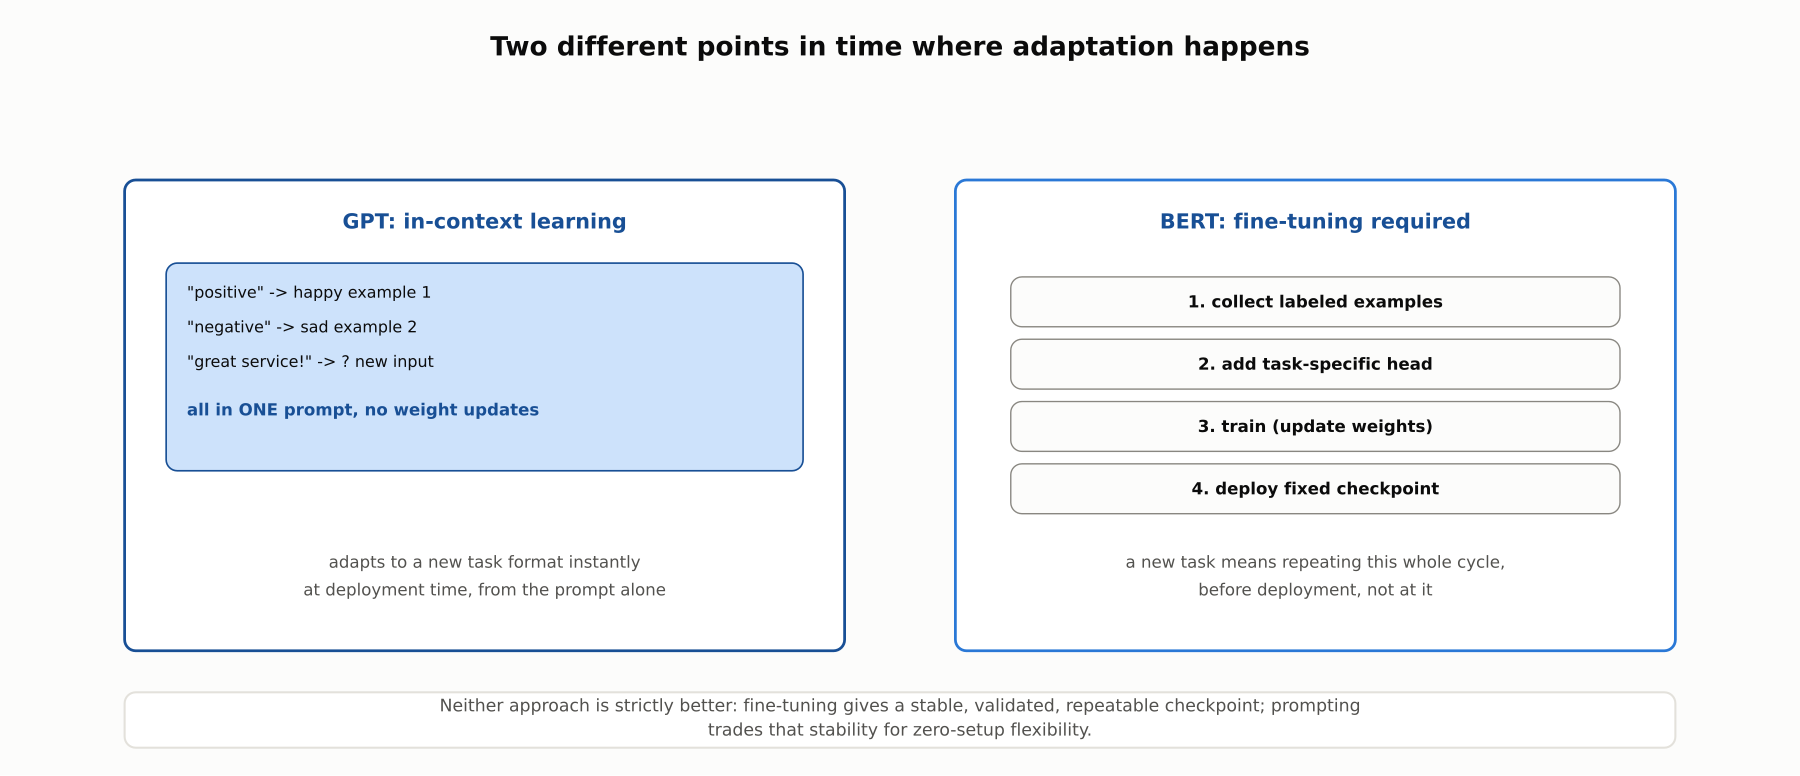 Two different points in time where adaptation happens
GPT: in-context learning
"positive" -> happy example 1
"negative" -> sad example 2
"great service!" -> ? new input
all in ONE prompt, no weight updates
adapts to a new task format instantly
at deployment time, from the prompt alone
BERT: fine-tuning required
1. collect labeled examples
2. add task-specific head
3. train (update weights)
4. deploy fixed checkpoint
a new task means repeating this whole cycle,
before deployment, not at it
Neither approach is strictly better: fine-tuning gives a stable, validated, repeatable checkpoint; prompting
trades that stability for zero-setup flexibility.